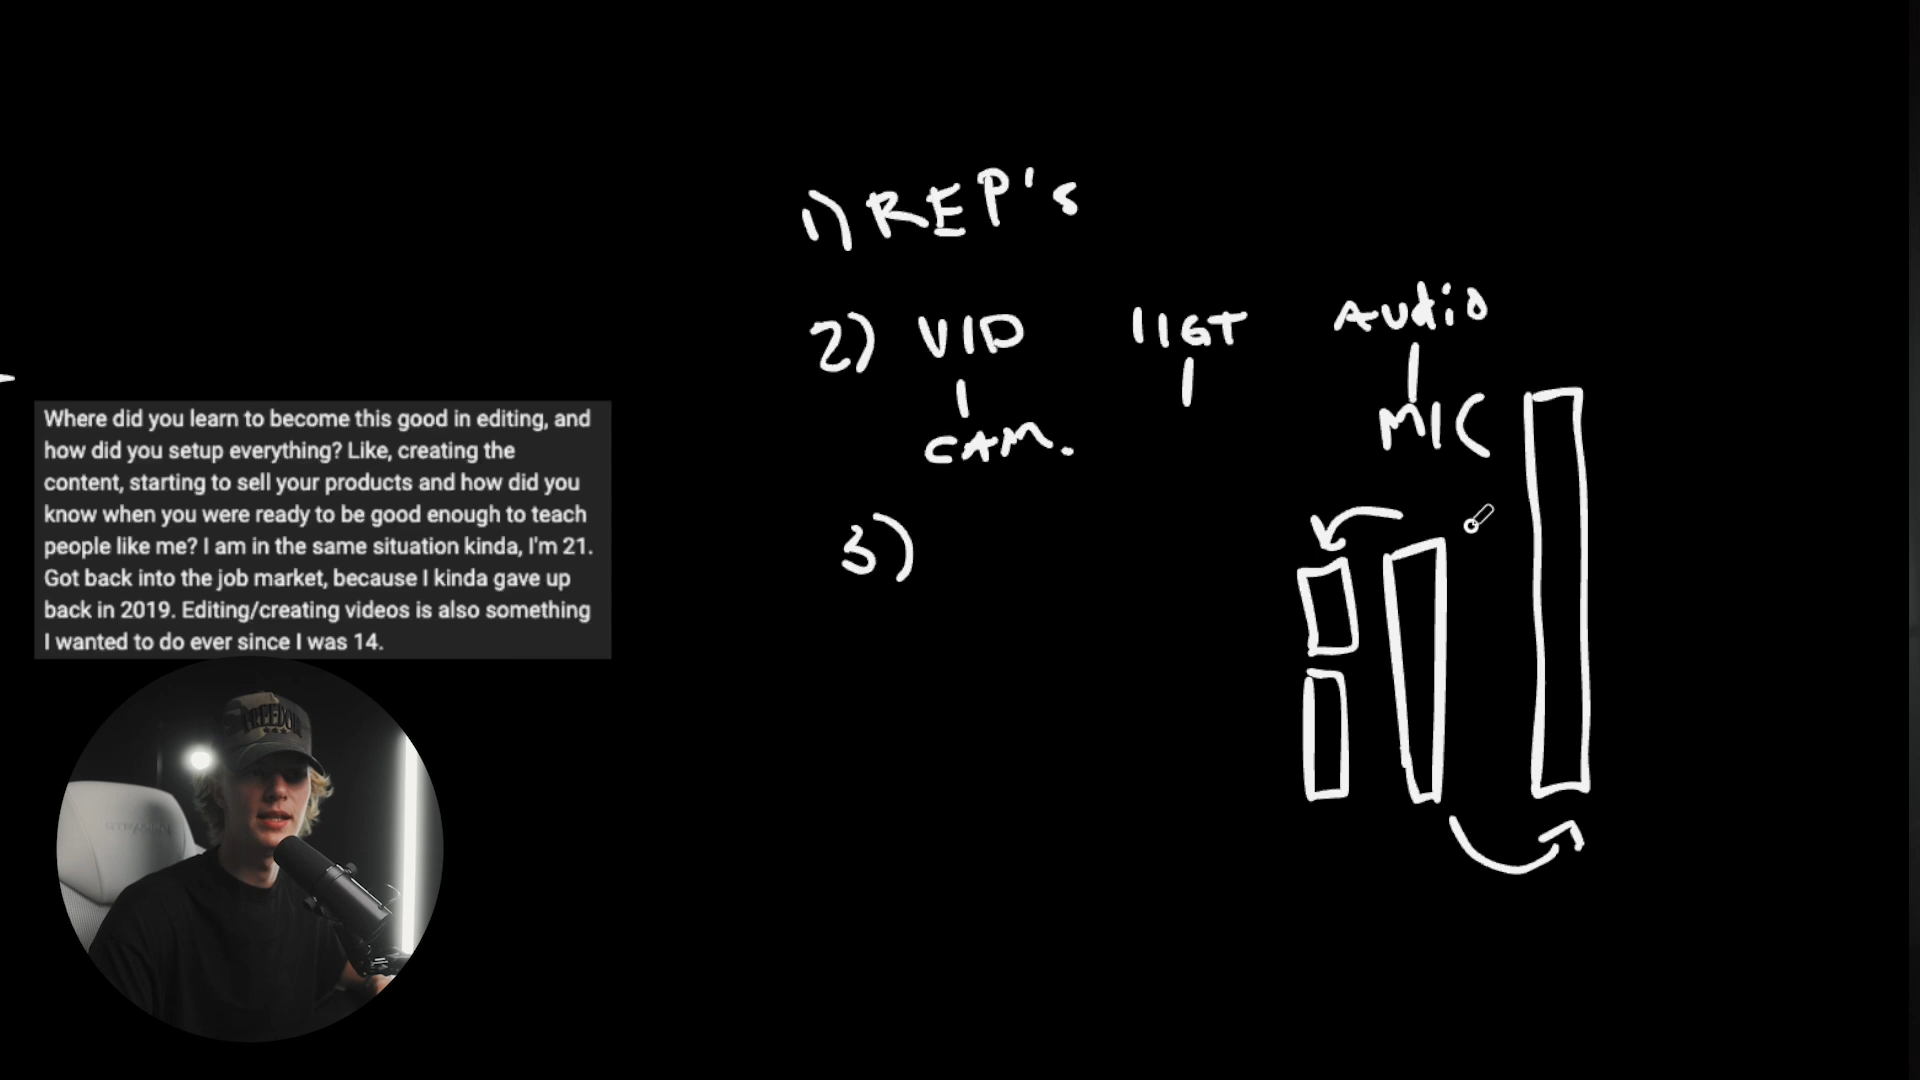 1) REP's
2) VID LIGT Audio
CAM. MIC
3)
Where did you learn to become this good in editing, and
how did you setup everything? Like, creating the
content, starting to sell your products and how did you
know when you were ready to be good enough to teach
people like me? I am in the same situation kinda, I'm 21.
Got back into the job market, because I kinda gave up
back in 2019. Editing/creating videos is also something
I wanted to do ever since I was 14.
FREEDOM